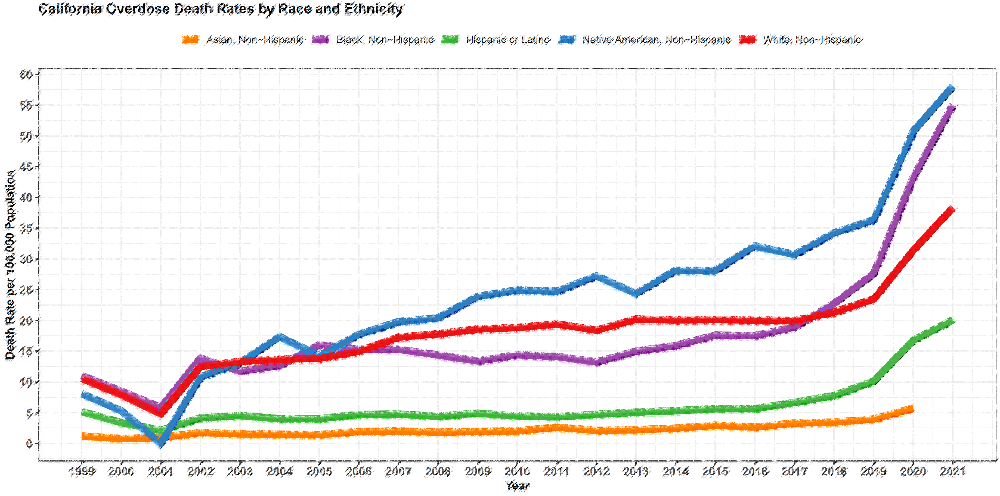 California Overdose Death Rates by Race and Ethnicity
Asian, Non-Hispanic Black, Non-Hispanic Hispanic or Latino Native American, Non-Hispanic White, Non-Hispanic
Death Rate per 100,000 Population
60
55
50
45
40
35
30
25
20
15
10
5
0
1999 2000 2001 2002 2003 2004 2005 2006 2007 2008 2009 2010 2011 2012 2013 2014 2015 2016 2017 2018 2019 2020 2021
Year